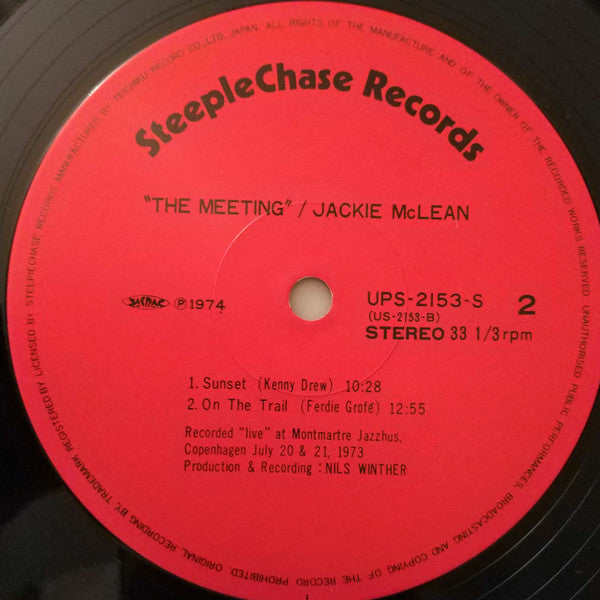 SteepleChase Records
"THE MEETING" / JACKIE McLEAN
JASRAC ℗ 1974
UPS-2153-S 2
(US-2153-B)
STEREO 33 1/3 rpm
1. Sunset (Kenny Drew) 10:28
2. On The Trail (Ferdie Grofé) 12:55
Recorded "live" at Montmartre Jazzhus,
Copenhagen July 20 & 21, 1973
Production & Recording : NILS WINTHER
TRADEMARK REGISTERED BY LICENSED BY STEEPLECHASE RECORDS MANUFACTURED BY TEICHIKU RECORD CO., LTD. JAPAN. ALL RIGHTS OF THE MANUFACTURE AND OF THE OWNER OF THE RECORDED WORKS RESERVED. UNAUTHORISED PUBLIC PERFORMANCES, BROADCASTING AND COPYING OF THE RECORD PROHIBITED. ORIGINAL RECORDING BY.